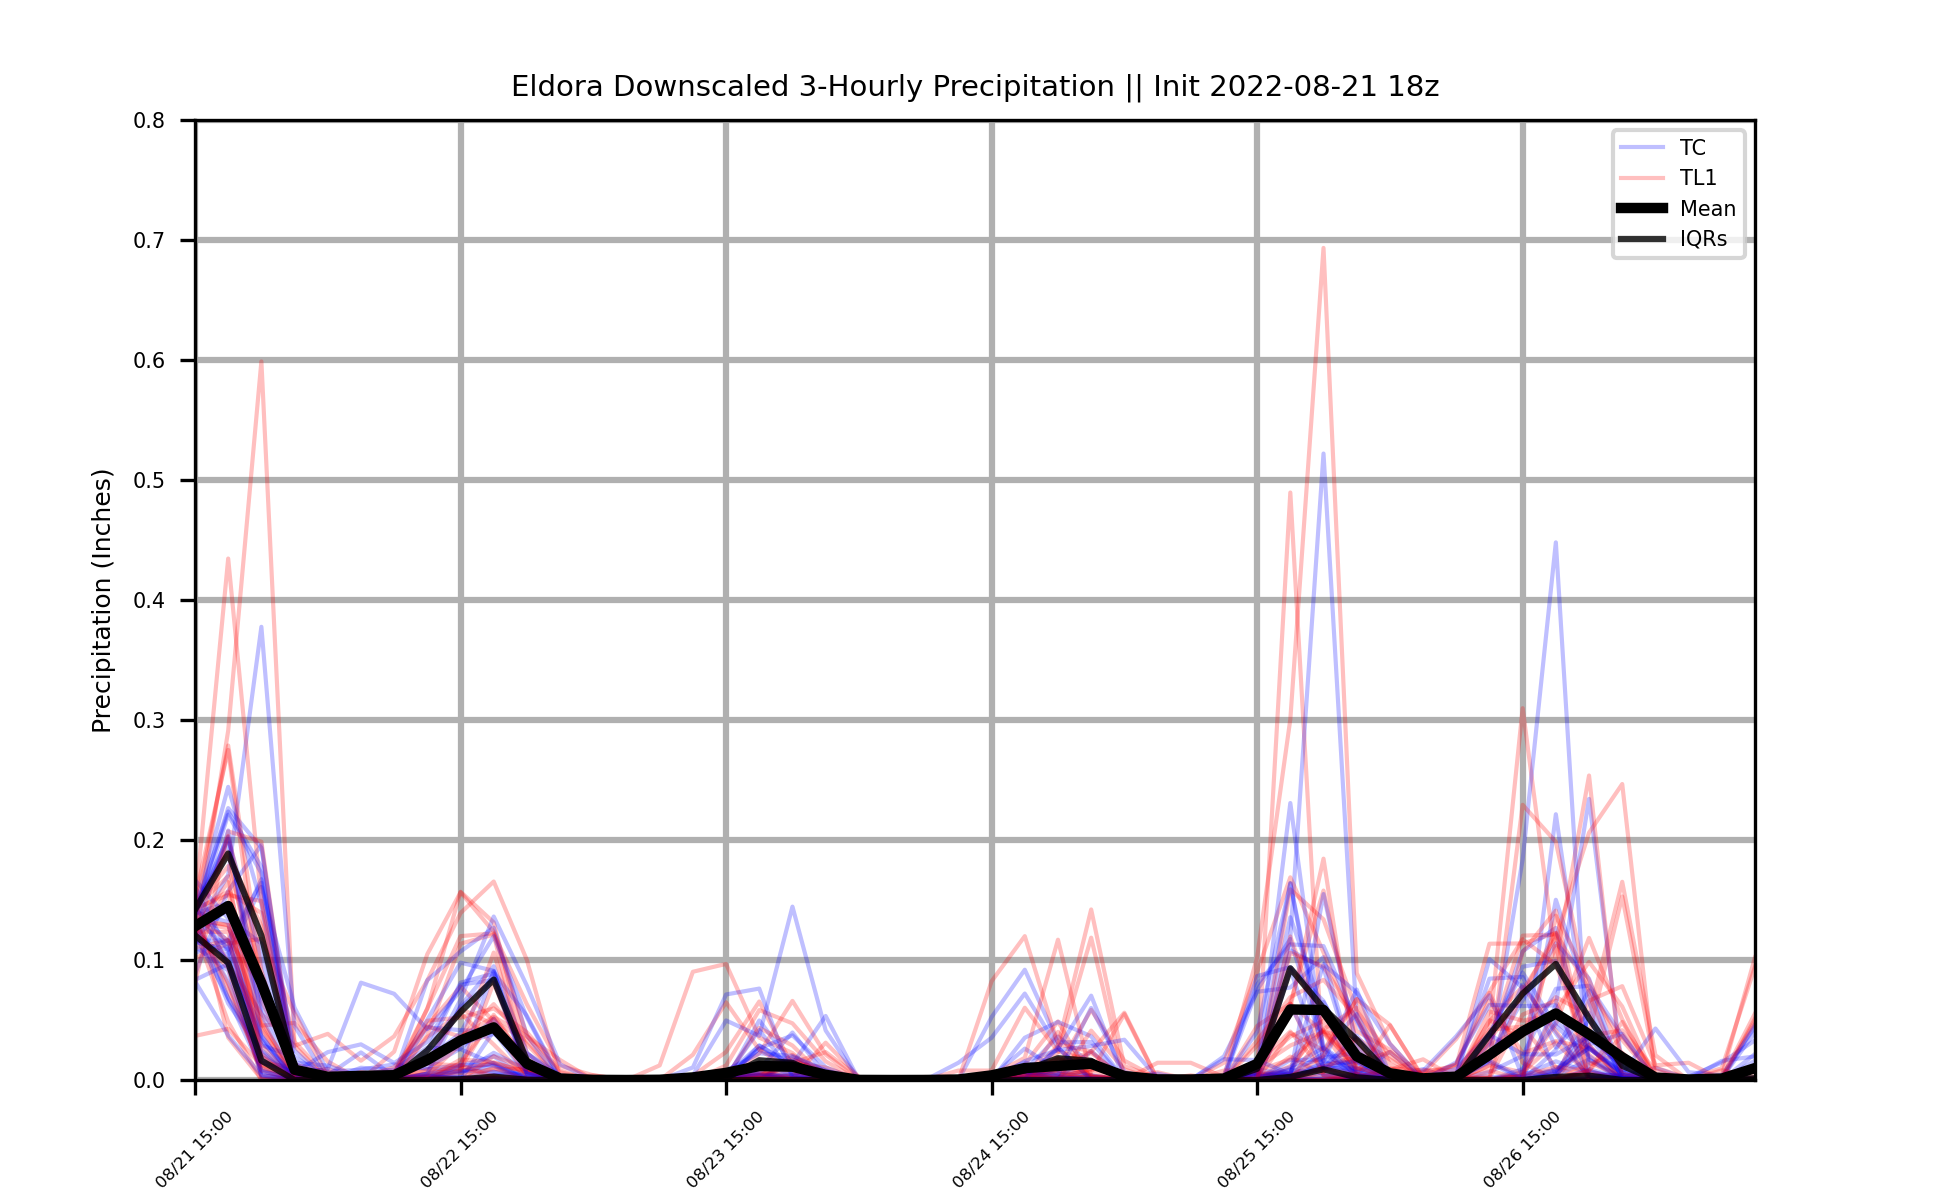 Eldora Downscaled 3-Hourly Precipitation || Init 2022-08-21 18z
Precipitation (Inches)
0.8
0.7
0.6
0.5
0.4
0.3
0.2
0.1
0.0
TC
TL1
Mean
IQRs
08/21 15:00
08/22 15:00
08/23 15:00
08/24 15:00
08/25 15:00
08/26 15:00